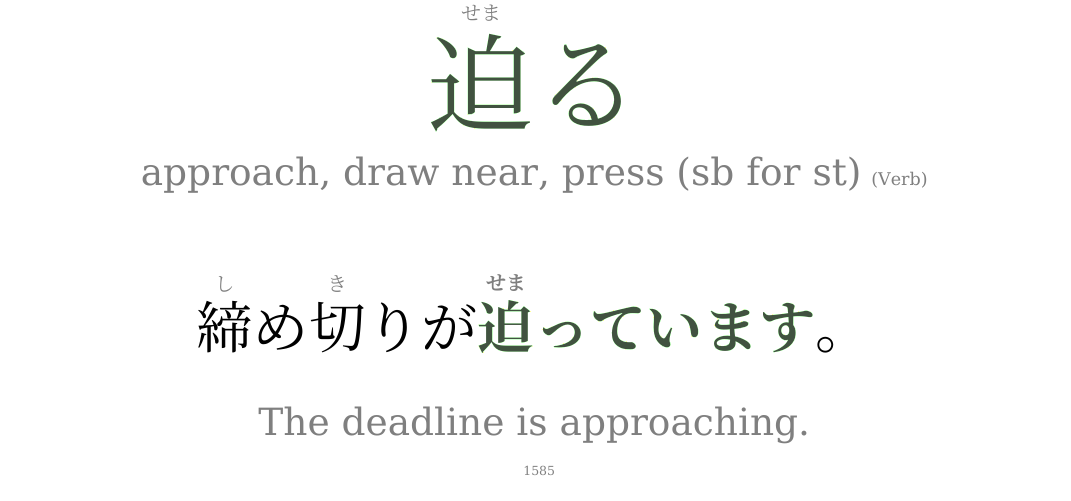 せま
迫る
approach, draw near, press (sb for st) (Verb)
し き せま
締め切りが迫っています。
The deadline is approaching.
1585